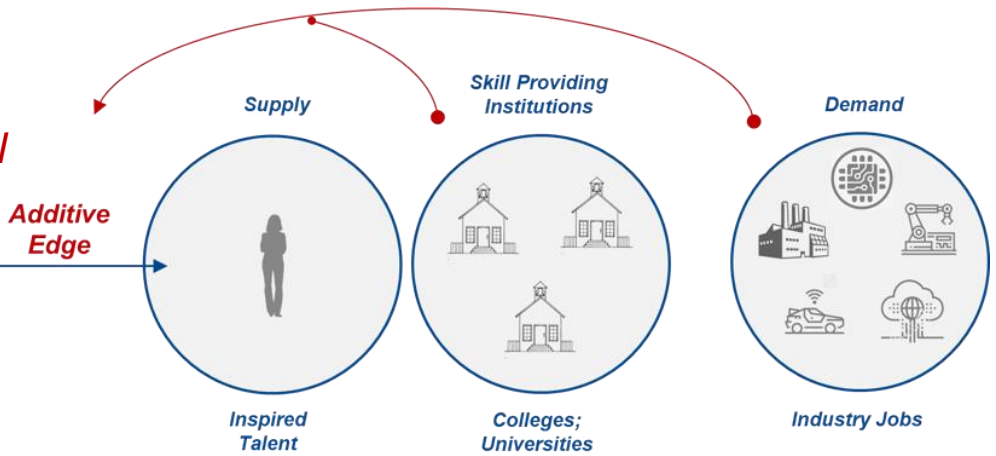 Supply
Skill Providing
Institutions
Demand
Additive
Edge
Inspired
Talent
Colleges;
Universities
Industry Jobs